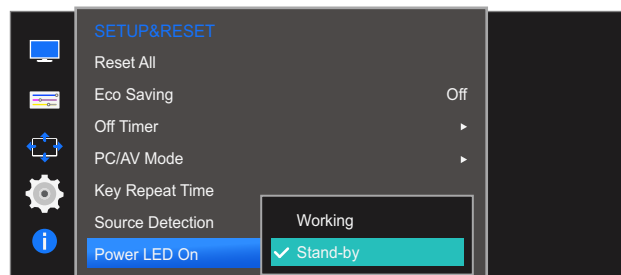 SETUP&RESET
Reset All
Eco Saving Off
Off Timer
PC/AV Mode
Key Repeat Time
Source Detection
Power LED On
Working
Stand-by